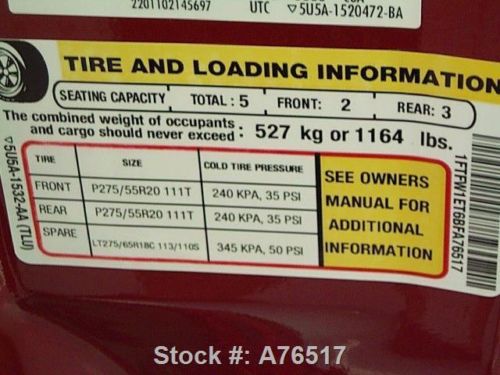 2201102145697
UTC ▽5U5A-1520472-BA
TIRE AND LOADING INFORMATION
SEATING CAPACITY TOTAL : 5 FRONT: 2 REAR: 3
The combined weight of occupants
and cargo should never exceed : 527 kg or 1164 lbs.
TIRE SIZE COLD TIRE PRESSURE
FRONT P275/55R20 111T 240 KPA, 35 PSI
REAR P275/55R20 111T 240 KPA, 35 PSI
SPARE LT275/65R18C 113/110S 345 KPA, 50 PSI
SEE OWNERS
MANUAL FOR
ADDITIONAL
INFORMATION
▽5U5A-1532-AA (TLU)
1FTFW1ET6BFA76517
Stock #: A76517